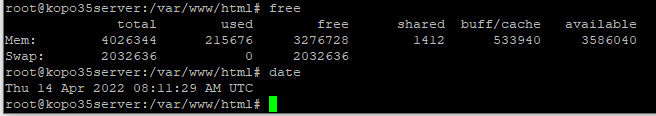 root@kopo35server:/var/www/html# free
              total        used        free      shared  buff/cache   available
Mem:        4026344      215676     3276728        1412      533940     3586040
Swap:       2032636           0     2032636
root@kopo35server:/var/www/html# date
Thu 14 Apr 2022 08:11:29 AM UTC
root@kopo35server:/var/www/html#